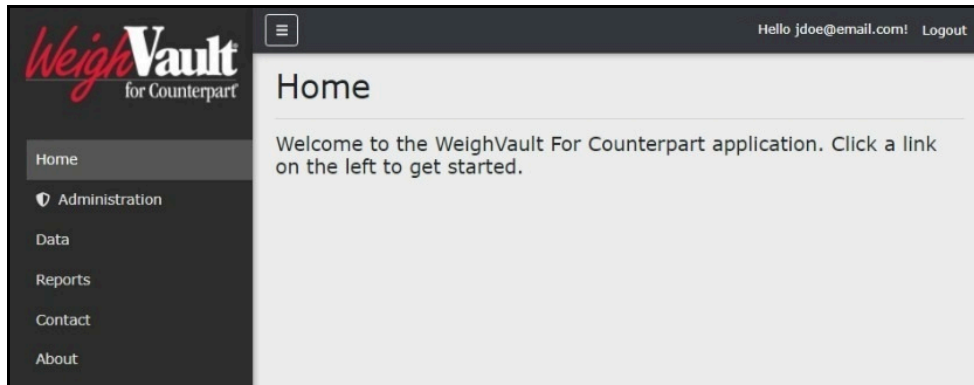 WeighVault
for Counterpart®
Hello jdoe@email.com! Logout
Home
Welcome to the WeighVault For Counterpart application. Click a link
on the left to get started.
Home
Administration
Data
Reports
Contact
About